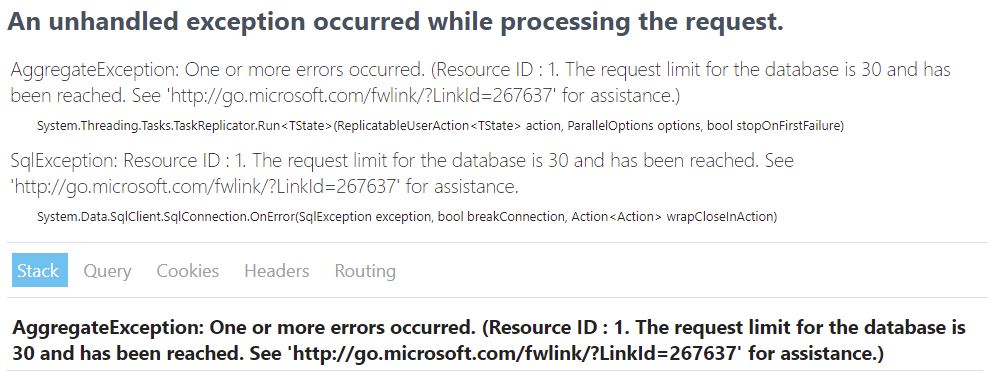 An unhandled exception occurred while processing the request.
AggregateException: One or more errors occurred. (Resource ID : 1. The request limit for the database is 30 and has
been reached. See 'http://go.microsoft.com/fwlink/?LinkId=267637' for assistance.)
System.Threading.Tasks.TaskReplicator.Run<TState>(ReplicatableUserAction<TState> action, ParallelOptions options, bool stopOnFirstFailure)
SqlException: Resource ID : 1. The request limit for the database is 30 and has been reached. See
'http://go.microsoft.com/fwlink/?LinkId=267637' for assistance.
System.Data.SqlClient.SqlConnection.OnError(SqlException exception, bool breakConnection, Action<Action> wrapCloseInAction)
Stack Query Cookies Headers Routing
AggregateException: One or more errors occurred. (Resource ID : 1. The request limit for the database is
30 and has been reached. See 'http://go.microsoft.com/fwlink/?LinkId=267637' for assistance.)